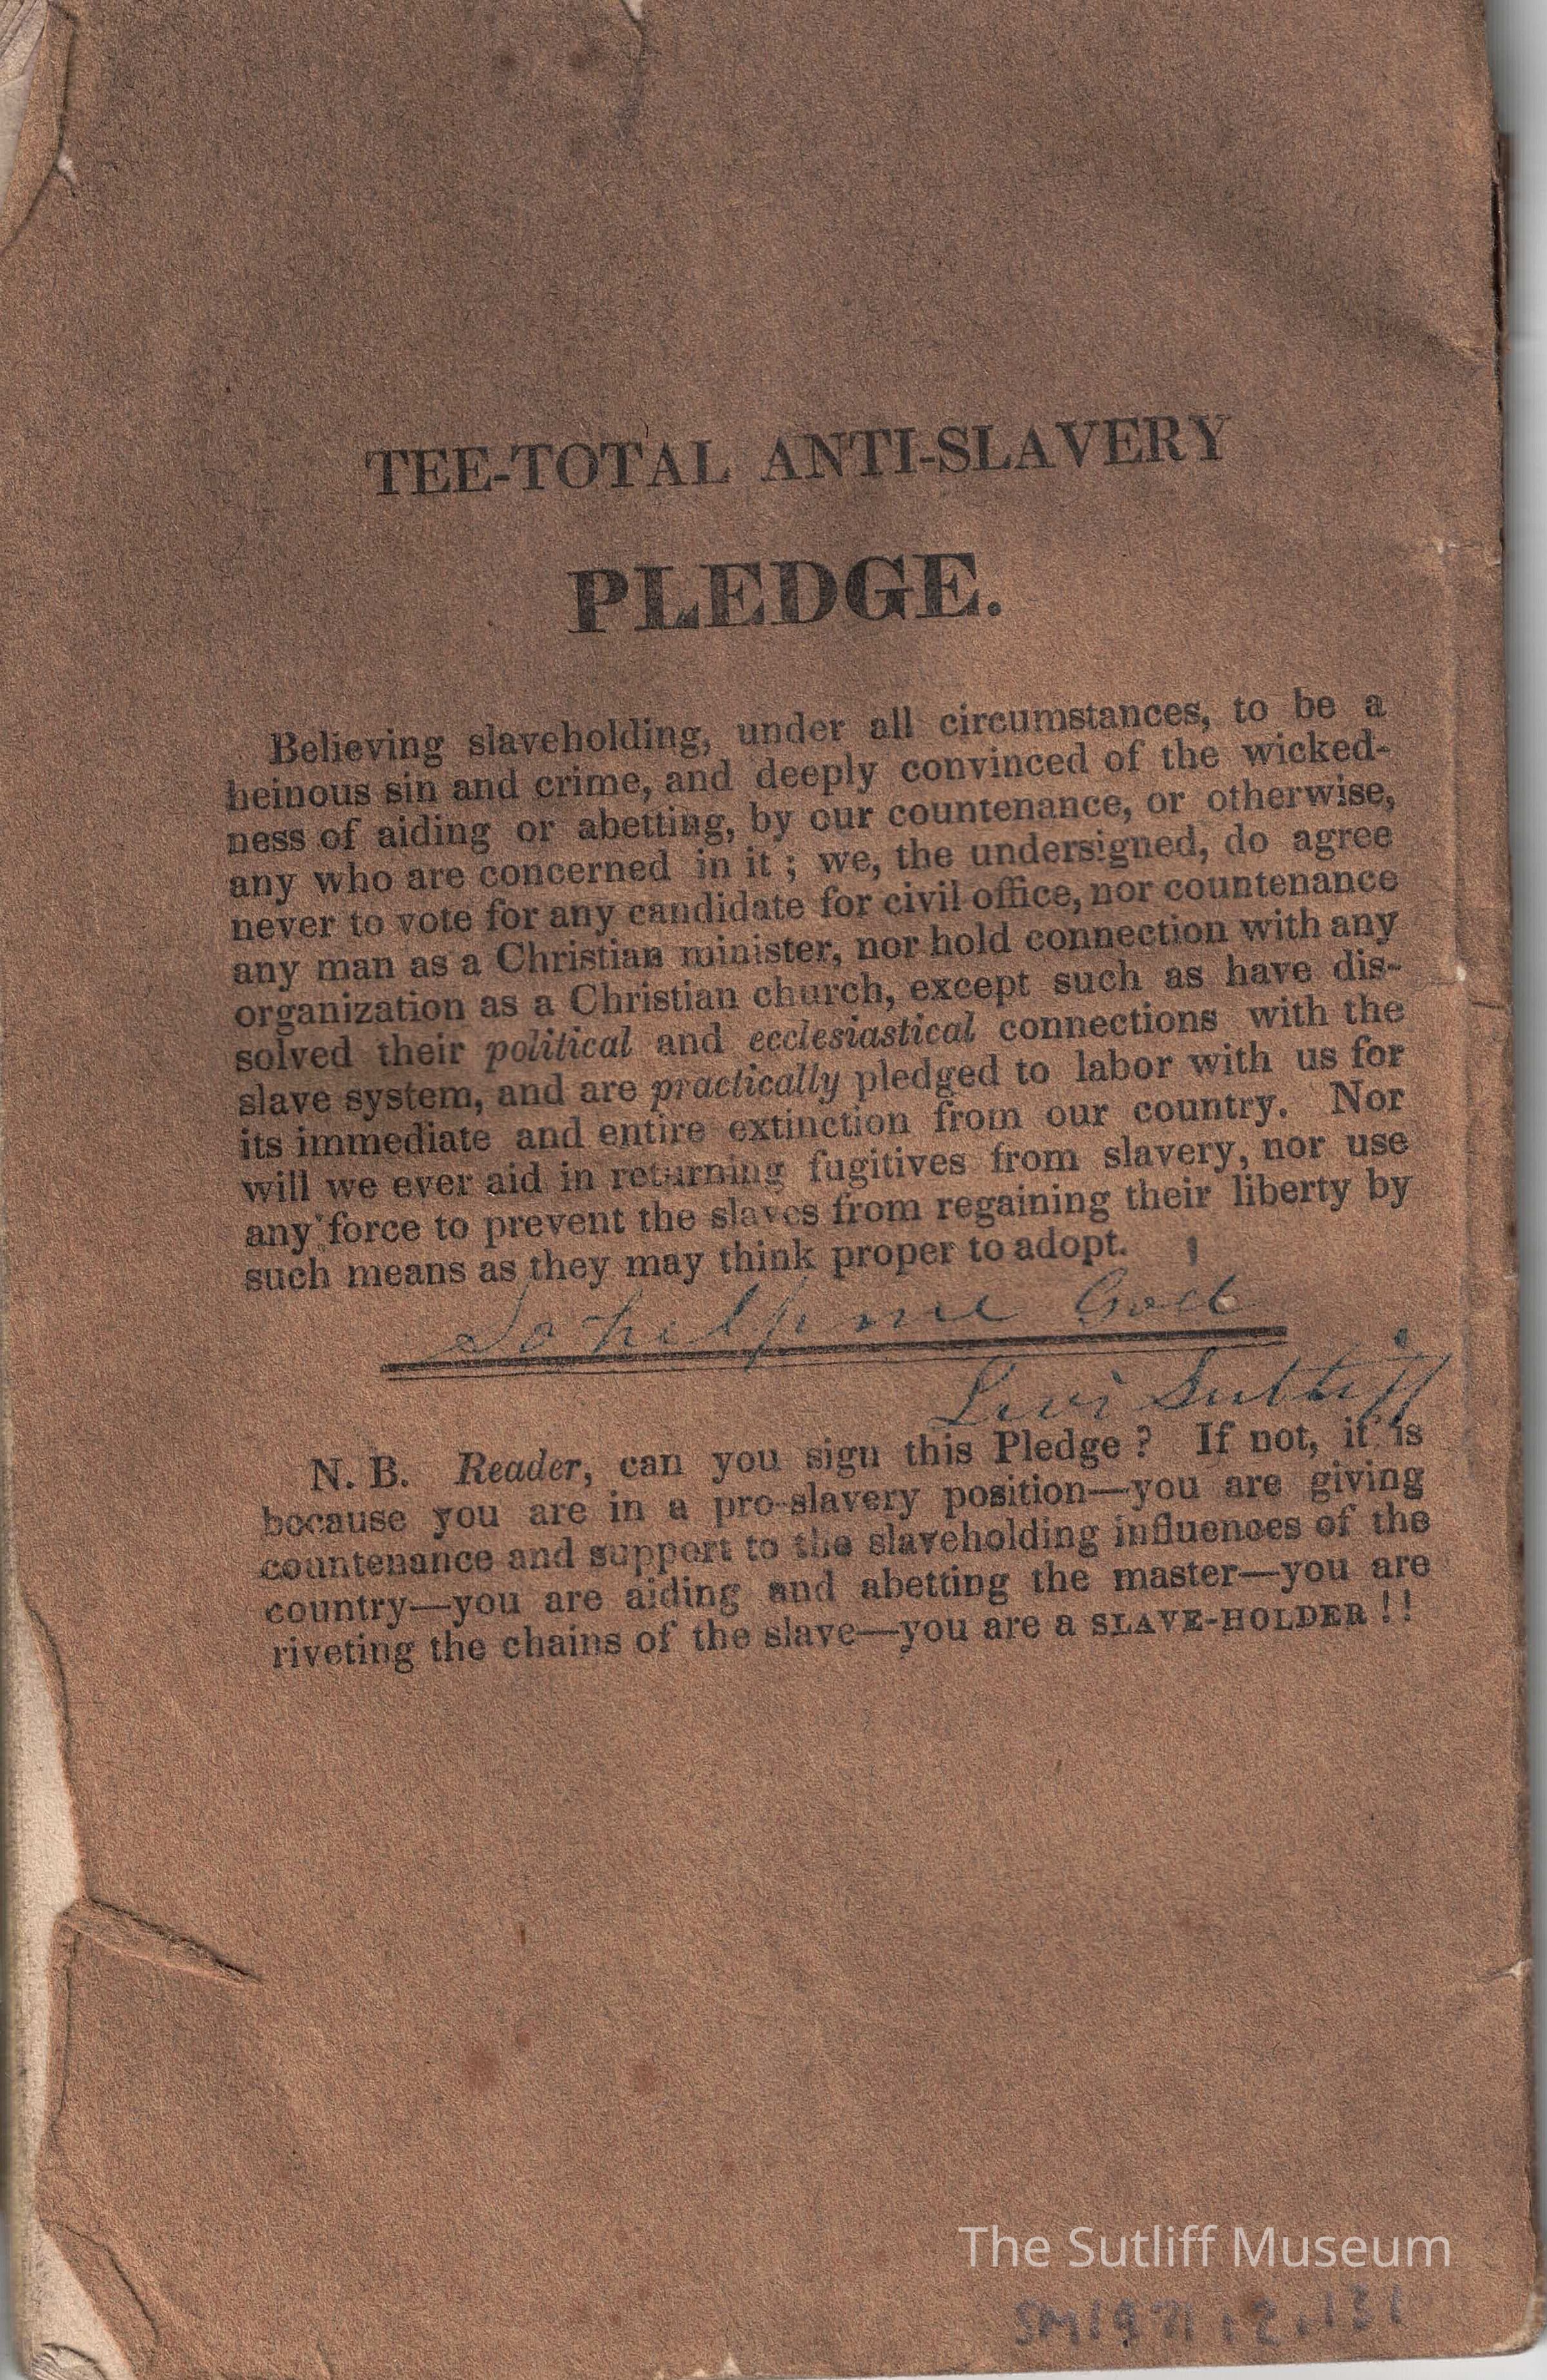 TEE-TOTAL ANTI-SLAVERY
PLEDGE.
Believing slaveholding, under all circumstances, to be a
heinous sin and crime, and deeply convinced of the wicked-
ness of aiding or abetting, by our countenance, or otherwise,
any who are concerned in it ; we, the undersigned, do agree
never to vote for any candidate for civil office, nor countenance
any man as a Christian minister, nor hold connection with any
organization as a Christian church, except such as have dis-
solved their political and ecclesiastical connections with the
slave system, and are practically pledged to labor with us for
its immediate and entire extinction from our country. Nor
will we ever aid in returning fugitives from slavery, nor use
any force to prevent the slaves from regaining their liberty by
such means as they may think proper to adopt.
So help me God
Levi Sutliff
N. B. Reader, can you sign this Pledge ? If not, it is
because you are in a pro-slavery position—you are giving
countenance and support to the slaveholding influences of the
country—you are aiding and abetting the master—you are
riveting the chains of the slave—you are a SLAVE-HOLDER ! !
The Sutliff Museum
SM1971.2.131